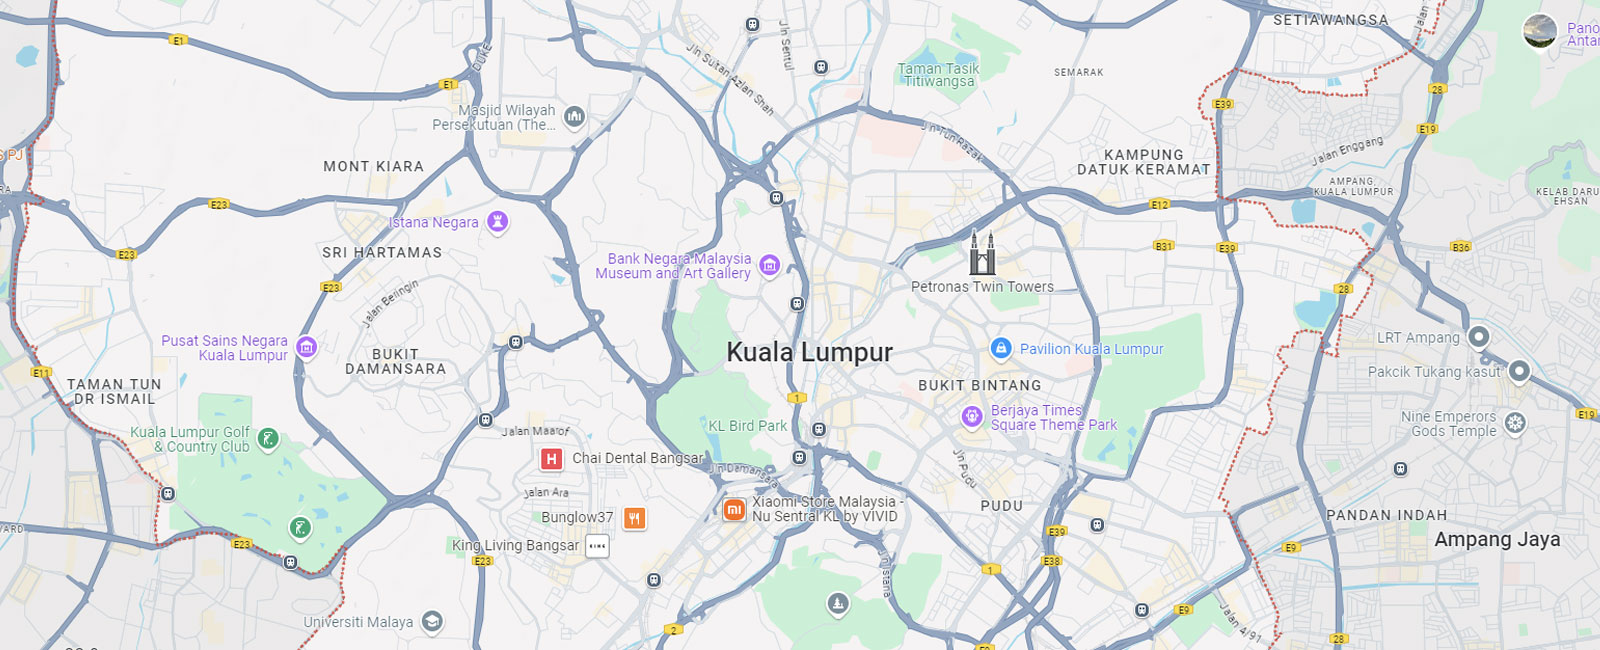 SETIAWANGSA
Jalan
Pano
Antar
E1
DUKE
Jln Sultan Azlan Shah
Jln Sentul
Taman Tasik
Titiwangsa
SEMARAK
E1
28
E39
Masjid Wilayah
Persekutuan (The...
Jln Tun Razak
E19
Jalan Enggang
S PJ
MONT KIARA
KAMPUNG
DATUK KERAMAT
AMPANG
KUALA LUMPUR
KELAB DARU
EHSAN
RA
E23
E12
Istana Negara
E23
SRI HARTAMAS
B31
E39
B36
Bank Negara Malaysia
Museum and Art Gallery
Petronas Twin Towers
E23
28
Jalan Beringin
Pusat Sains Negara
Kuala Lumpur
Kuala Lumpur
Pavilion Kuala Lumpur
LRT Ampang
BUKIT
DAMANSARA
E11
Pakcik Tukang kasut
TAMAN TUN
DR ISMAIL
BUKIT BINTANG
1
Berjaya Times
Square Theme Park
Nine Emperors
Gods Temple
E19
Kuala Lumpur Golf
& Country Club
KL Bird Park
Jalan Maarof
H
Chai Dental Bangsar
Jln Damansara
Jln Pudu
Jalan Ara
mi
Xiaomi Store Malaysia -
Nu Sentral KL by VIVID
PUDU
Bunglow37
PANDAN INDAH
VARD
E23
KING
King Living Bangsar
E39
E9
Ampang Jaya
E23
E38
Jln Istana
1
E9
Universiti Malaya
2
Jalan 4/91
28